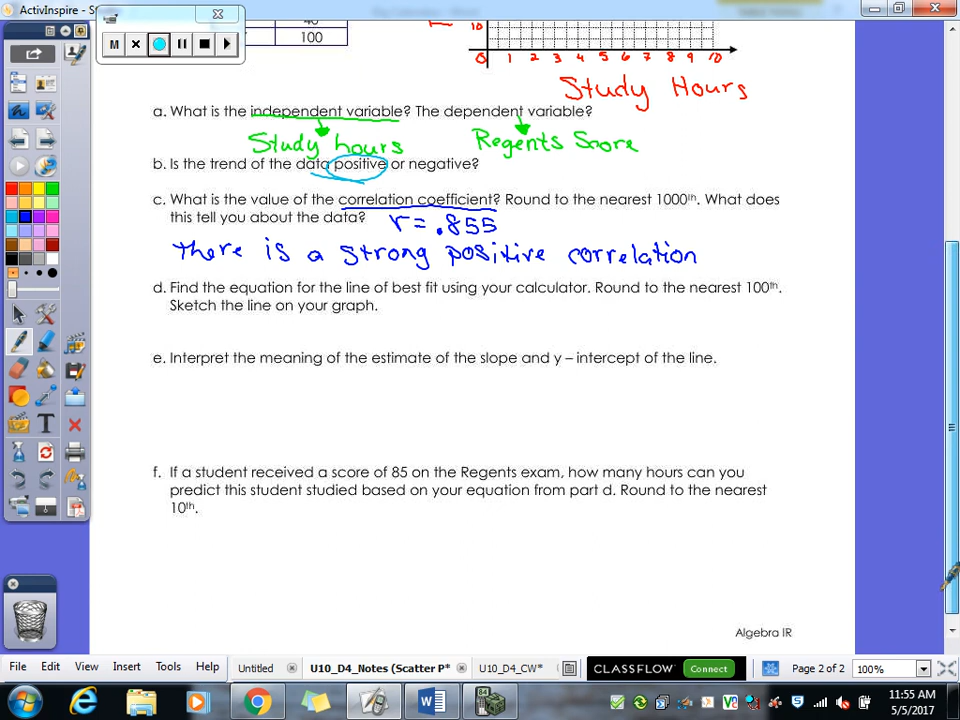 ActivInspire - St
M
100
10
0 1 2 3 4 5 6 7 8 9 10
Study Hours
a. What is the independent variable? The dependent variable?
Study hours Regents Score
b. Is the trend of the data positive or negative?
c. What is the value of the correlation coefficient? Round to the nearest 1000th. What does
this tell you about the data? r = .855
There is a strong positive correlation
d. Find the equation for the line of best fit using your calculator. Round to the nearest 100th.
Sketch the line on your graph.
e. Interpret the meaning of the estimate of the slope and y – intercept of the line.
f. If a student received a score of 85 on the Regents exam, how many hours can you
predict this student studied based on your equation from part d. Round to the nearest
10th.
Algebra IR
File Edit View Insert Tools Help Untitled U10_D4_Notes (Scatter P* U10_D4_CW* CLASSFLOW Connect Page 2 of 2 100%
11:55 AM
5/5/2017